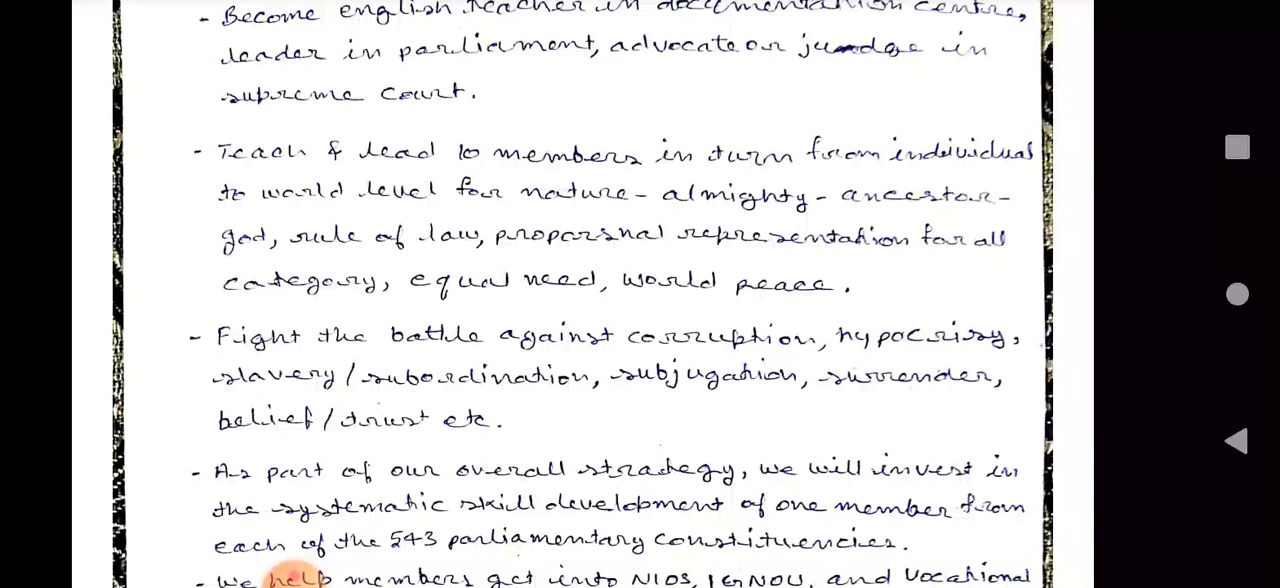 - Become english teacher in documentation centre,
leader in parliament, advocate or judge in
supreme court.
- Teach & lead 10 members in turn from individual
to world level for nature - almighty - ancestor -
god, rule of law, proporsnal representation for all
category, equal need, world peace.
- Fight the battle against corruption, hypocrisy,
slavery/subordination, subjugation, surrender,
belief/trust etc.
- As part of our overall strategy, we will invest in
the systematic skill development of one member from
each of the 543 parliamentary constituencies.
- We help members get into NIOS, IGNOU, and vocational